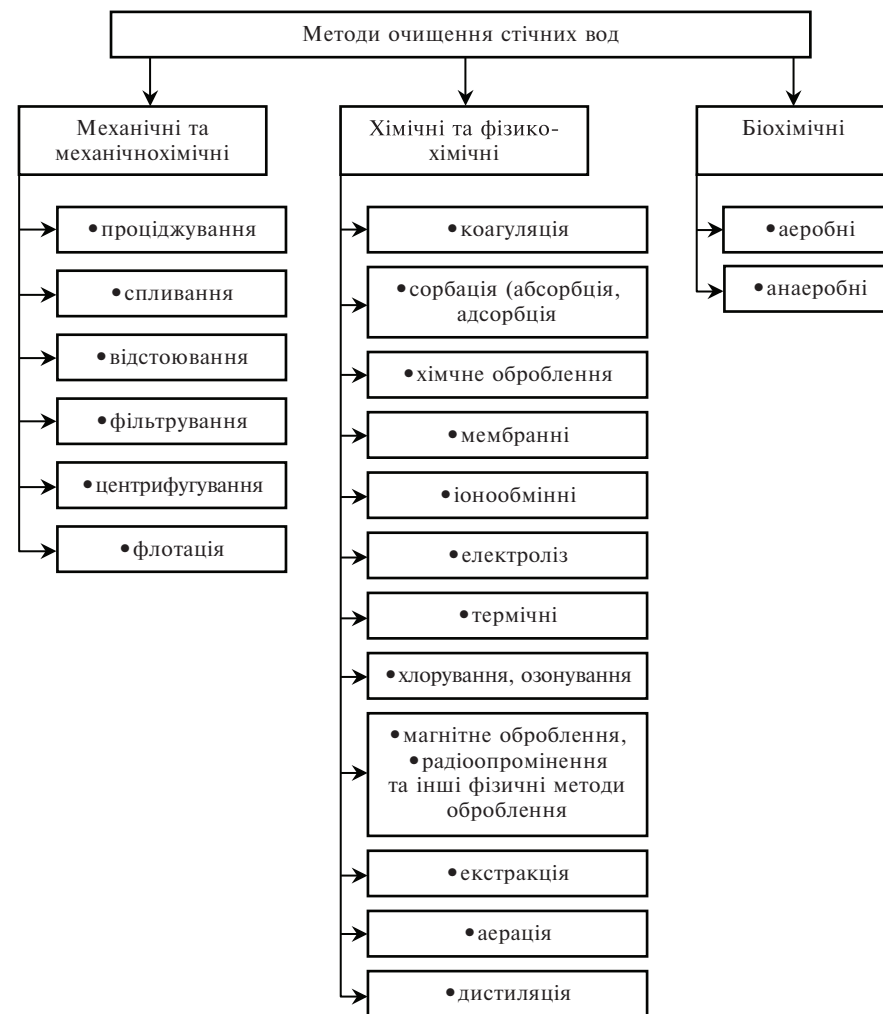 Методи очищення стічних вод
Механічні та
механічнохімічні
•проціджування
•спливання
•відстоювання
•фільтрування
•центрифугування
•флотація
Хімічні та фізико-
хімічні
•коагуляція
•сорбація (абсорбція,
адсорбція
•хімчне оброблення
•мембранні
•іонообмінні
•електроліз
•термічні
•хлорування, озонування
•магнітне оброблення,
•радіоопромінення
та інші фізичні методи
оброблення
•екстракція
•аерація
•дистиляція
Біохімічні
•аеробні
•анаеробні